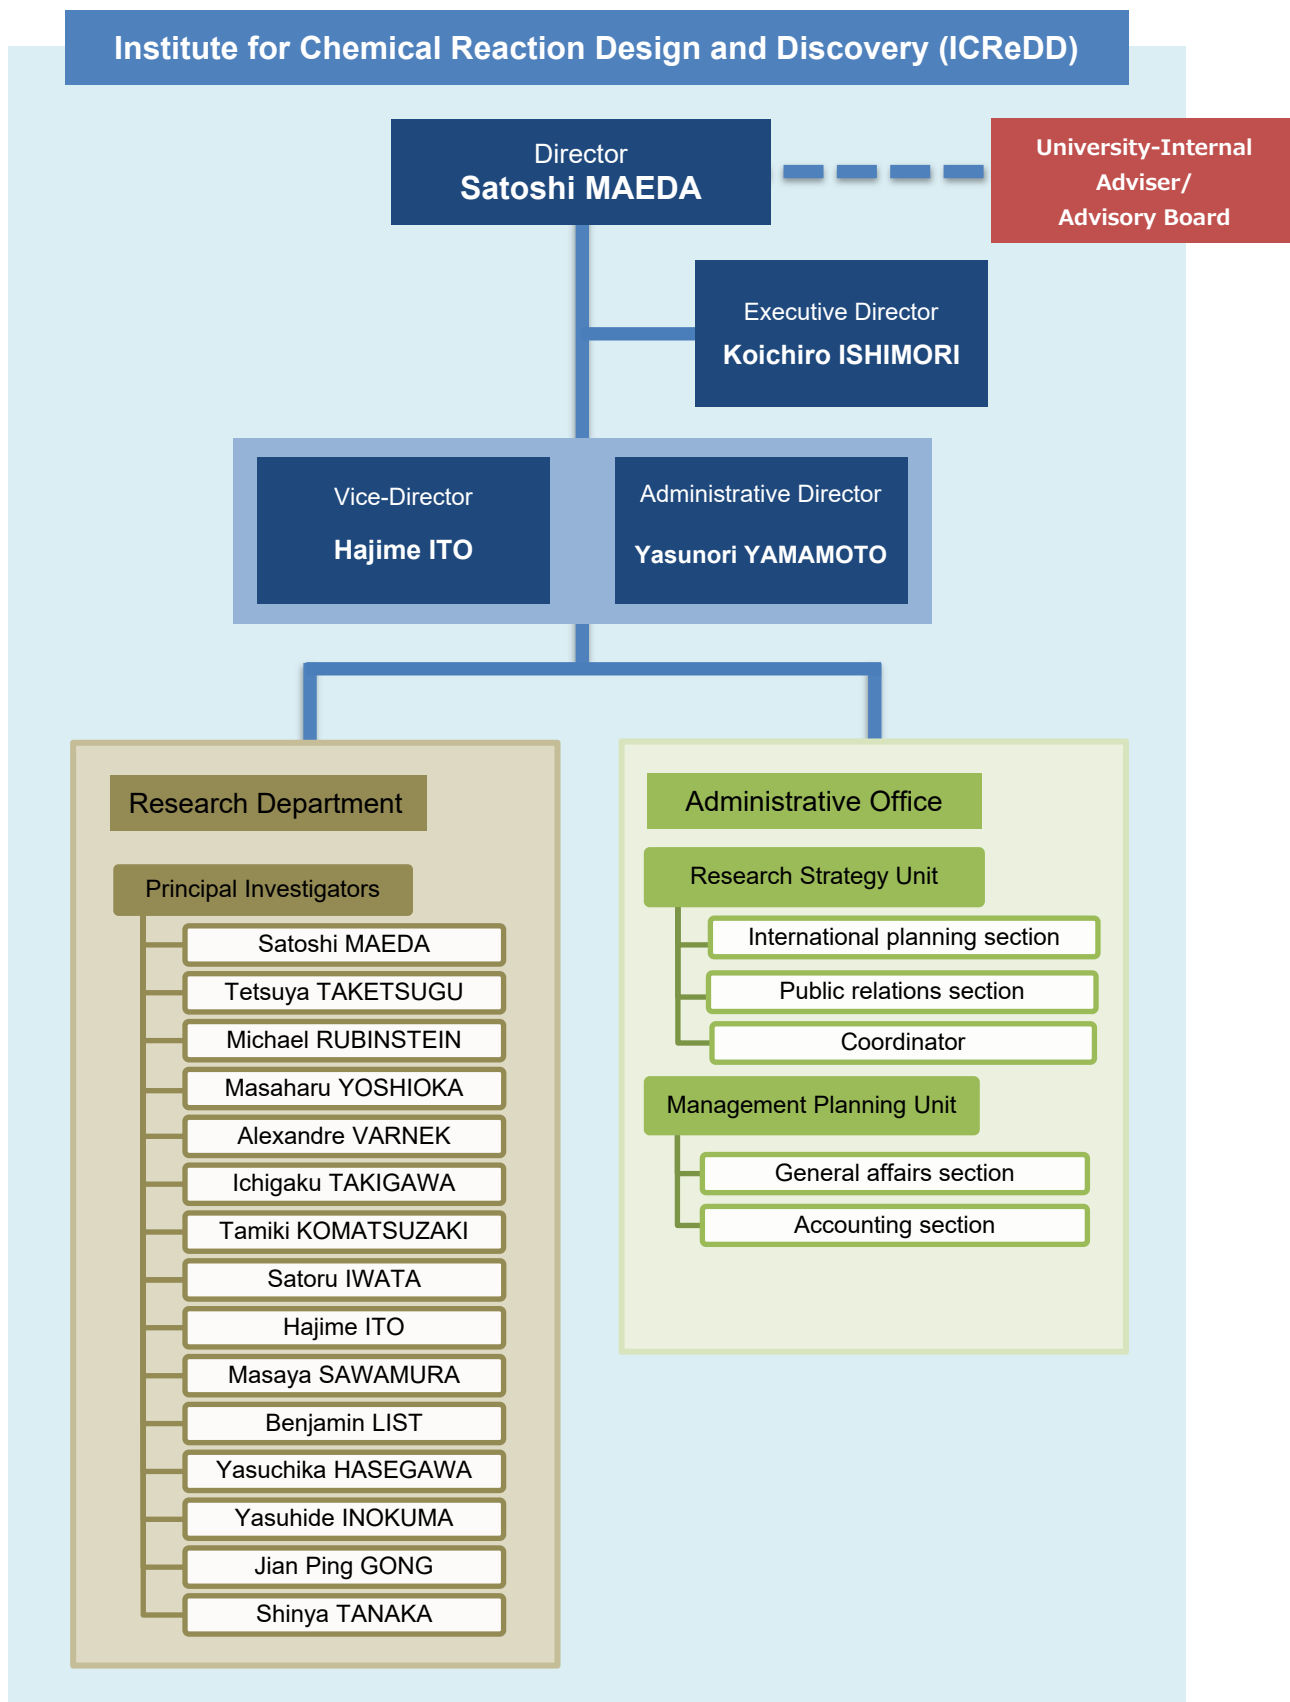 Institute for Chemical Reaction Design and Discovery (ICReDD)
Director
Satoshi MAEDA
University-Internal
Adviser/
Advisory Board
Executive Director
Koichiro ISHIMORI
Vice-Director
Hajime ITO
Administrative Director
Yasunori YAMAMOTO
Research Department
Principal Investigators
Satoshi MAEDA
Tetsuya TAKETSUGU
Michael RUBINSTEIN
Masaharu YOSHIOKA
Alexandre VARNEK
Ichigaku TAKIGAWA
Tamiki KOMATSUZAKI
Satoru IWATA
Hajime ITO
Masaya SAWAMURA
Benjamin LIST
Yasuchika HASEGAWA
Yasuhide INOKUMA
Jian Ping GONG
Shinya TANAKA
Administrative Office
Research Strategy Unit
International planning section
Public relations section
Coordinator
Management Planning Unit
General affairs section
Accounting section